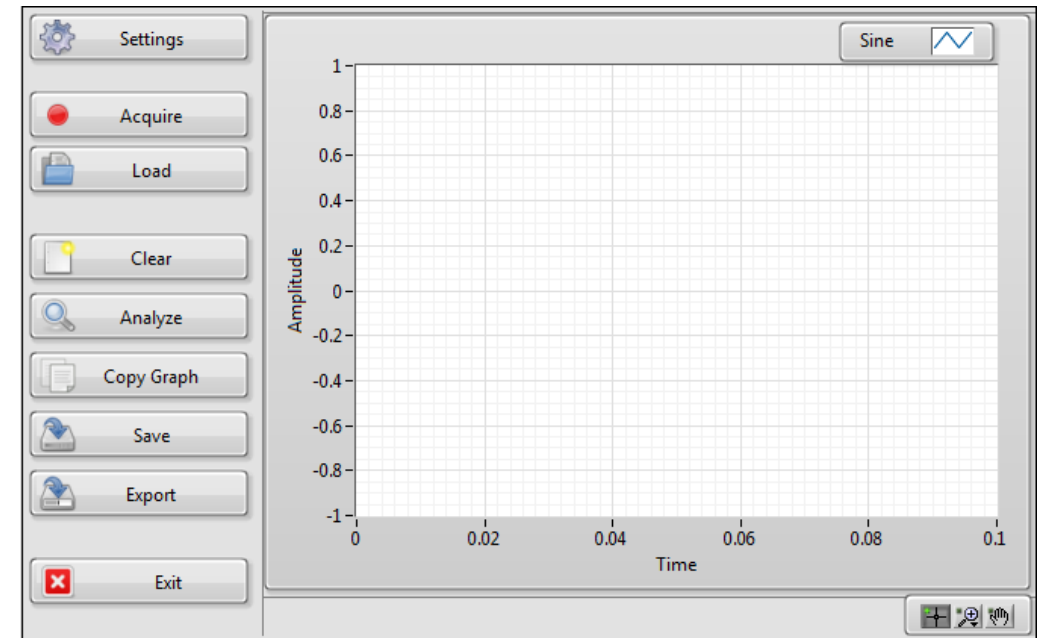 Settings
Acquire
Load
Clear
Analyze
Copy Graph
Save
Export
Exit
Sine
Amplitude
1
0.8
0.6
0.4
0.2
0
-0.2
-0.4
-0.6
-0.8
-1
0 0.02 0.04 0.06 0.08 0.1
Time